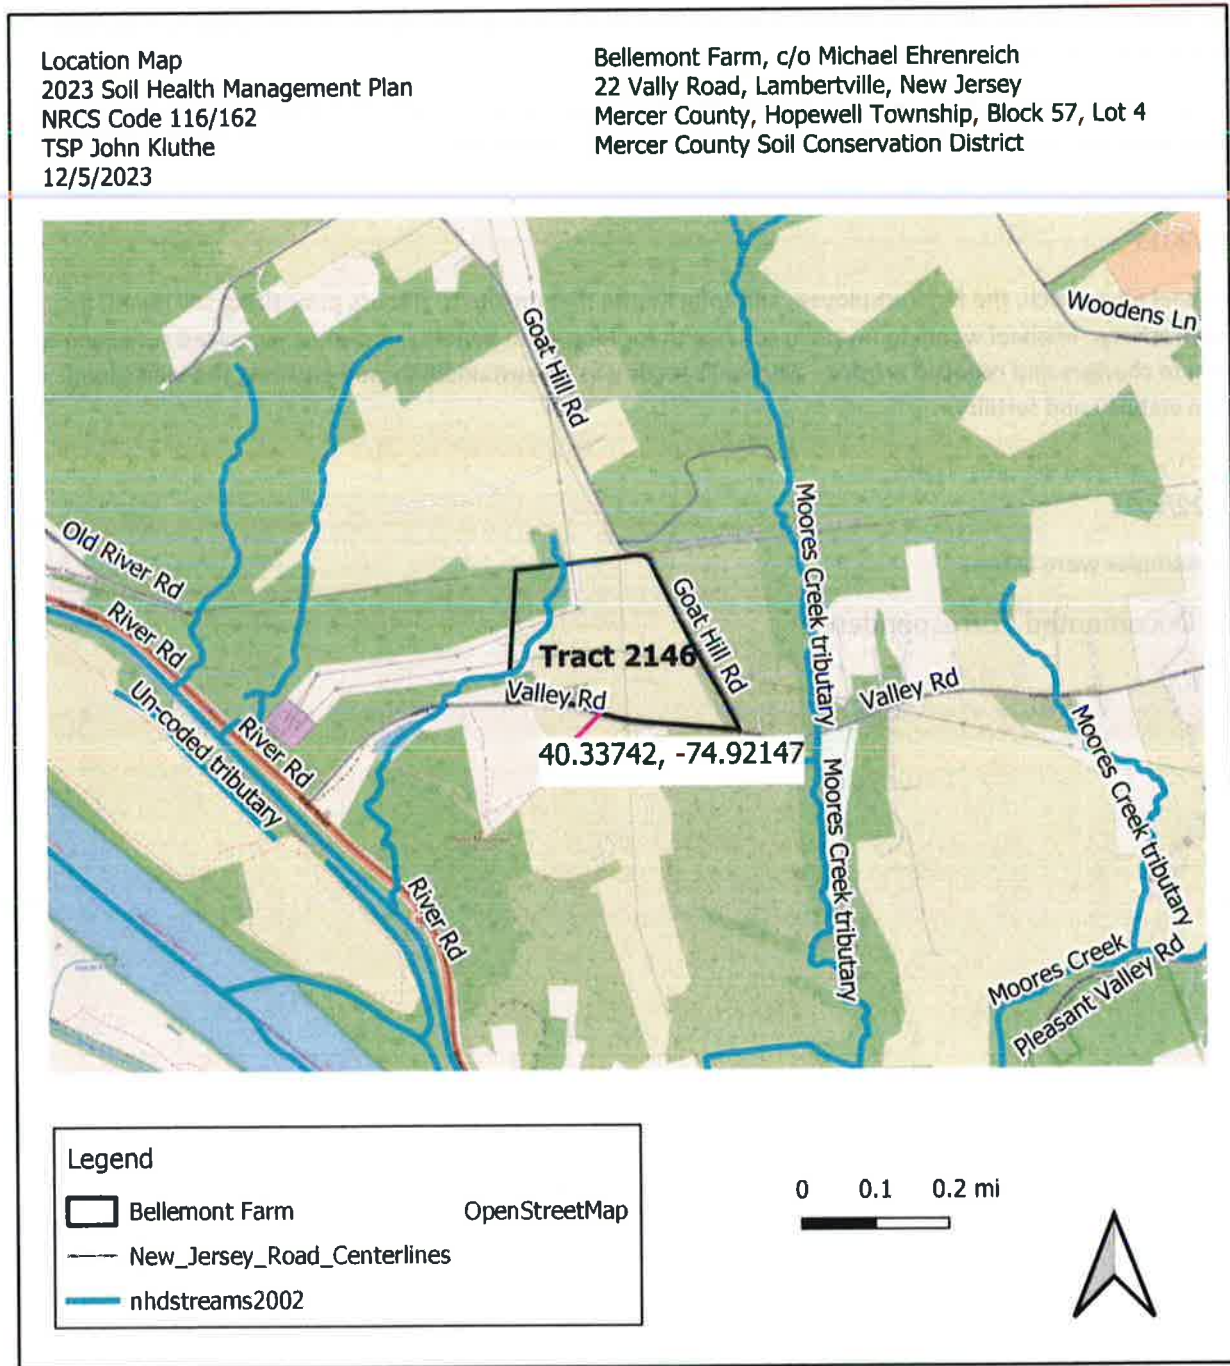 Location Map
2023 Soil Health Management Plan
NRCS Code 116/162
TSP John Kluthe
12/5/2023
Bellemont Farm, c/o Michael Ehrenreich
22 Vally Road, Lambertville, New Jersey
Mercer County, Hopewell Township, Block 57, Lot 4
Mercer County Soil Conservation District
Woodens Ln
Goat Hill Rd
Old River Rd
River Rd
Moores Creek tributary
Goat Hill Rd
Tract 2146
Valley Rd
Valley Rd
Un-coded tributary
River Rd
40.33742, -74.92147
Moores Creek tributary
Moores Creek tributary
River Rd
Moores Creek
Pleasant Valley Rd
Legend
Bellemont Farm
OpenStreetMap
New_Jersey_Road_Centerlines
nhdstreams2002
0 0.1 0.2 mi